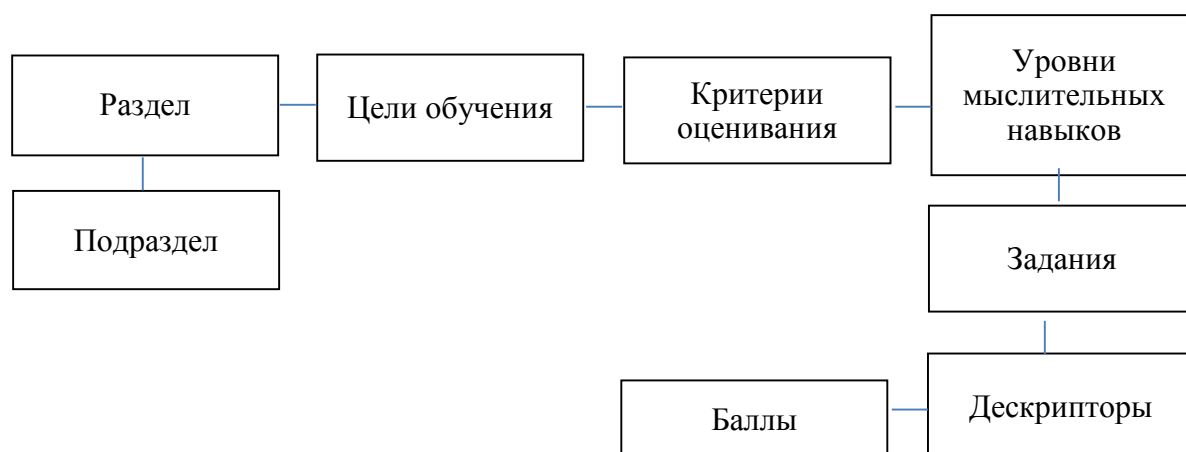 Раздел
Цели обучения
Критерии
оценивания
Уровни
мыслительных
навыков
Подраздел
Задания
Баллы
Дескрипторы